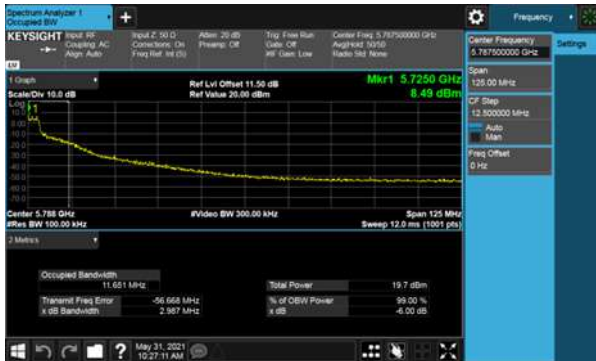 Spectrum Analyzer 1
Occupied BW
+
Frequency
KEYSIGHT Input: RF
Coupling: AC
Align: Auto
Input Z: 50 Ω
Corrections: On
Freq Ref: Int (S)
Atten: 20 dB
Preamp: Off
Trig: Free Run
Gate: Off
#IF Gain: Low
Center Freq: 5.787500000 GHz
Avg|Hold: 50/50
Radio Std: None
LU
1 Graph
Scale/Div 10.0 dB
Ref Lvl Offset 11.50 dB
Ref Value 20.00 dBm
Mkr1 5.7250 GHz
8.49 dBm
Log
10.0
0.00
1
Center 5.788 GHz
#Res BW 100.00 kHz
#Video BW 300.00 kHz
Span 125 MHz
Sweep 12.0 ms (1001 pts)
2 Metrics
Occupied Bandwidth
11.651 MHz
Total Power 19.7 dBm
Transmit Freq Error -56.668 MHz
% of OBW Power 99.00 %
x dB Bandwidth 2.987 MHz
x dB -6.00 dB
?
May 31, 2021
10:27:11 AM
Center Frequency
5.787500000 GHz
Settings
Span
125.00 MHz
CF Step
12.500000 MHz
Auto
Man
Freq Offset
0 Hz